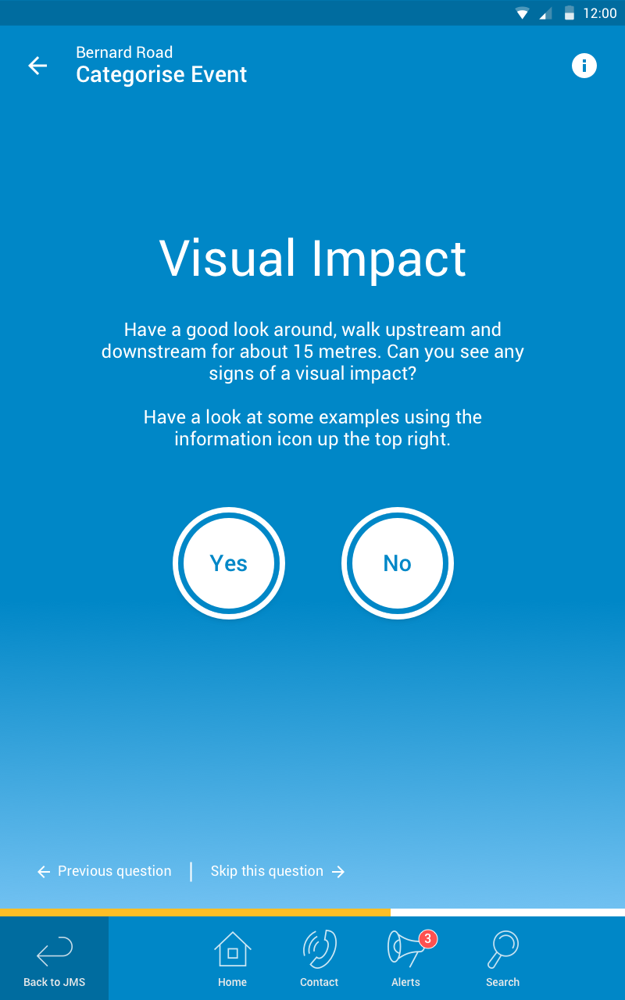 12:00
Bernard Road
Categorise Event
Visual Impact
Have a good look around, walk upstream and
downstream for about 15 metres. Can you see any
signs of a visual impact?
Have a look at some examples using the
information icon up the top right.
Yes
No
Previous question | Skip this question
3
Back to JMS
Home
Contact
Alerts
Search